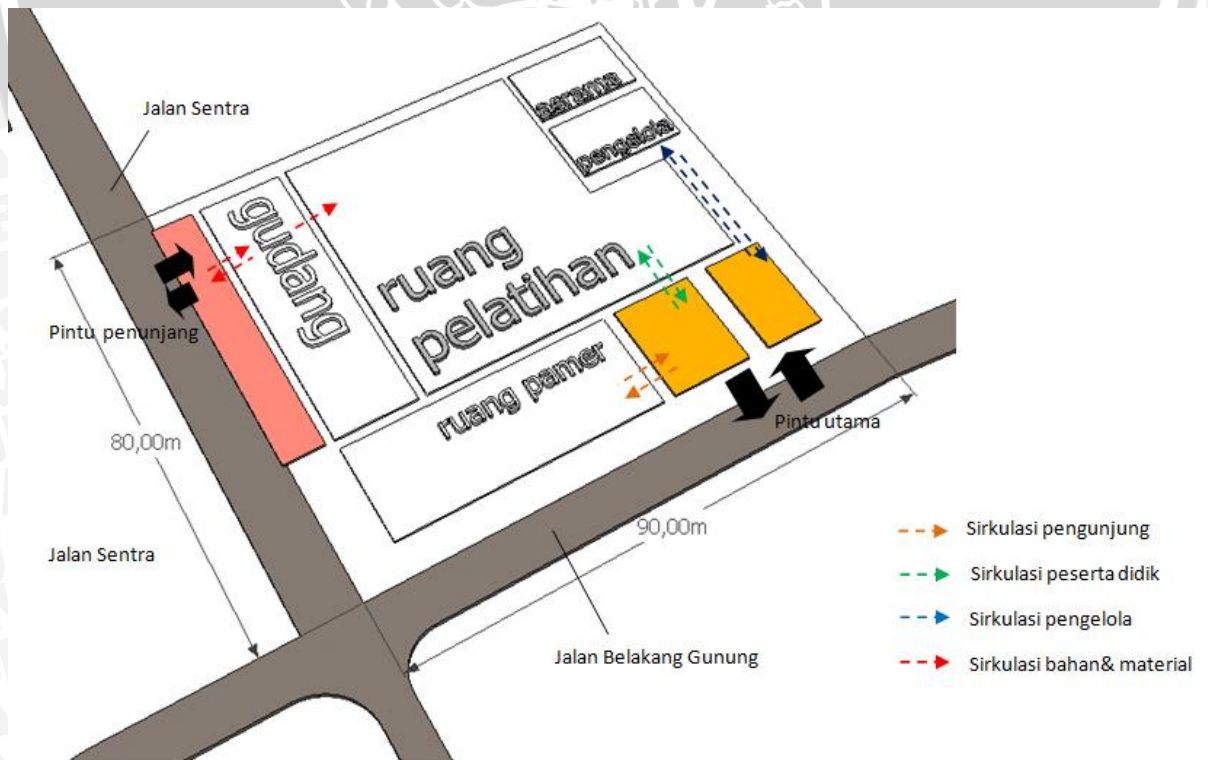 Jalan Sentra
asrama
pengelola
gudang
ruang
pelatihan
Pintu penunjang
ruang pamer
80,00m
Pintu utama
90,00m
Jalan Sentra
Jalan Belakang Gunung
Sirkulasi pengunjung
Sirkulasi peserta didik
Sirkulasi pengelola
Sirkulasi bahan& material